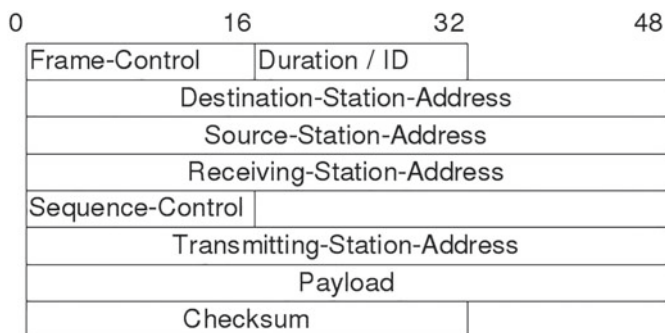 0 16 32 48
Frame-Control Duration / ID
Destination-Station-Address
Source-Station-Address
Receiving-Station-Address
Sequence-Control
Transmitting-Station-Address
Payload
Checksum